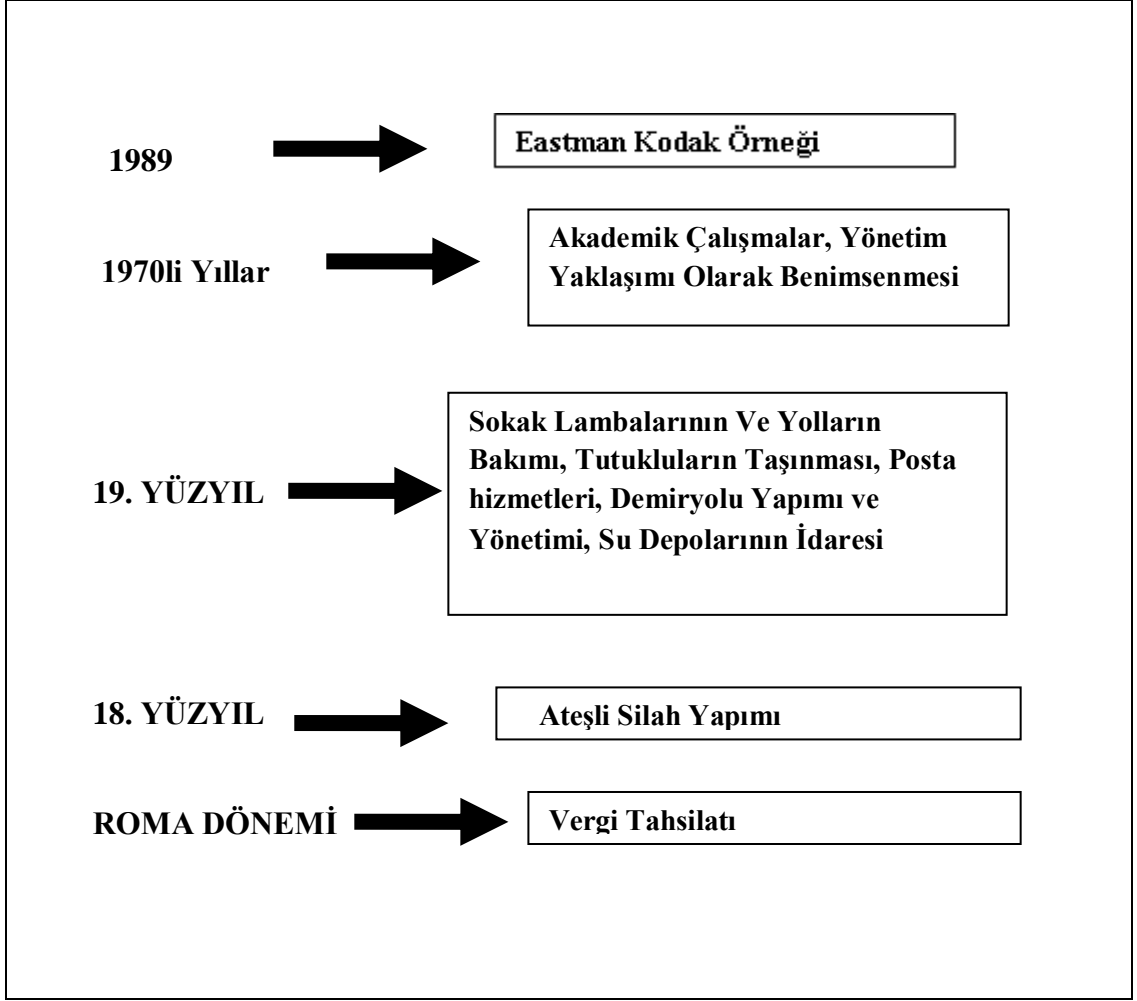 1989
Eastman Kodak Örneği
1970li Yıllar
Akademik Çalışmalar, Yönetim
Yaklaşımı Olarak Benimsenmesi
19. YÜZYIL
Sokak Lambalarının Ve Yolların
Bakımı, Tutukluların Taşınması, Posta
hizmetleri, Demiryolu Yapımı ve
Yönetimi, Su Depolarının İdaresi
18. YÜZYIL
Ateşli Silah Yapımı
ROMA DÖNEMİ
Vergi Tahsilatı